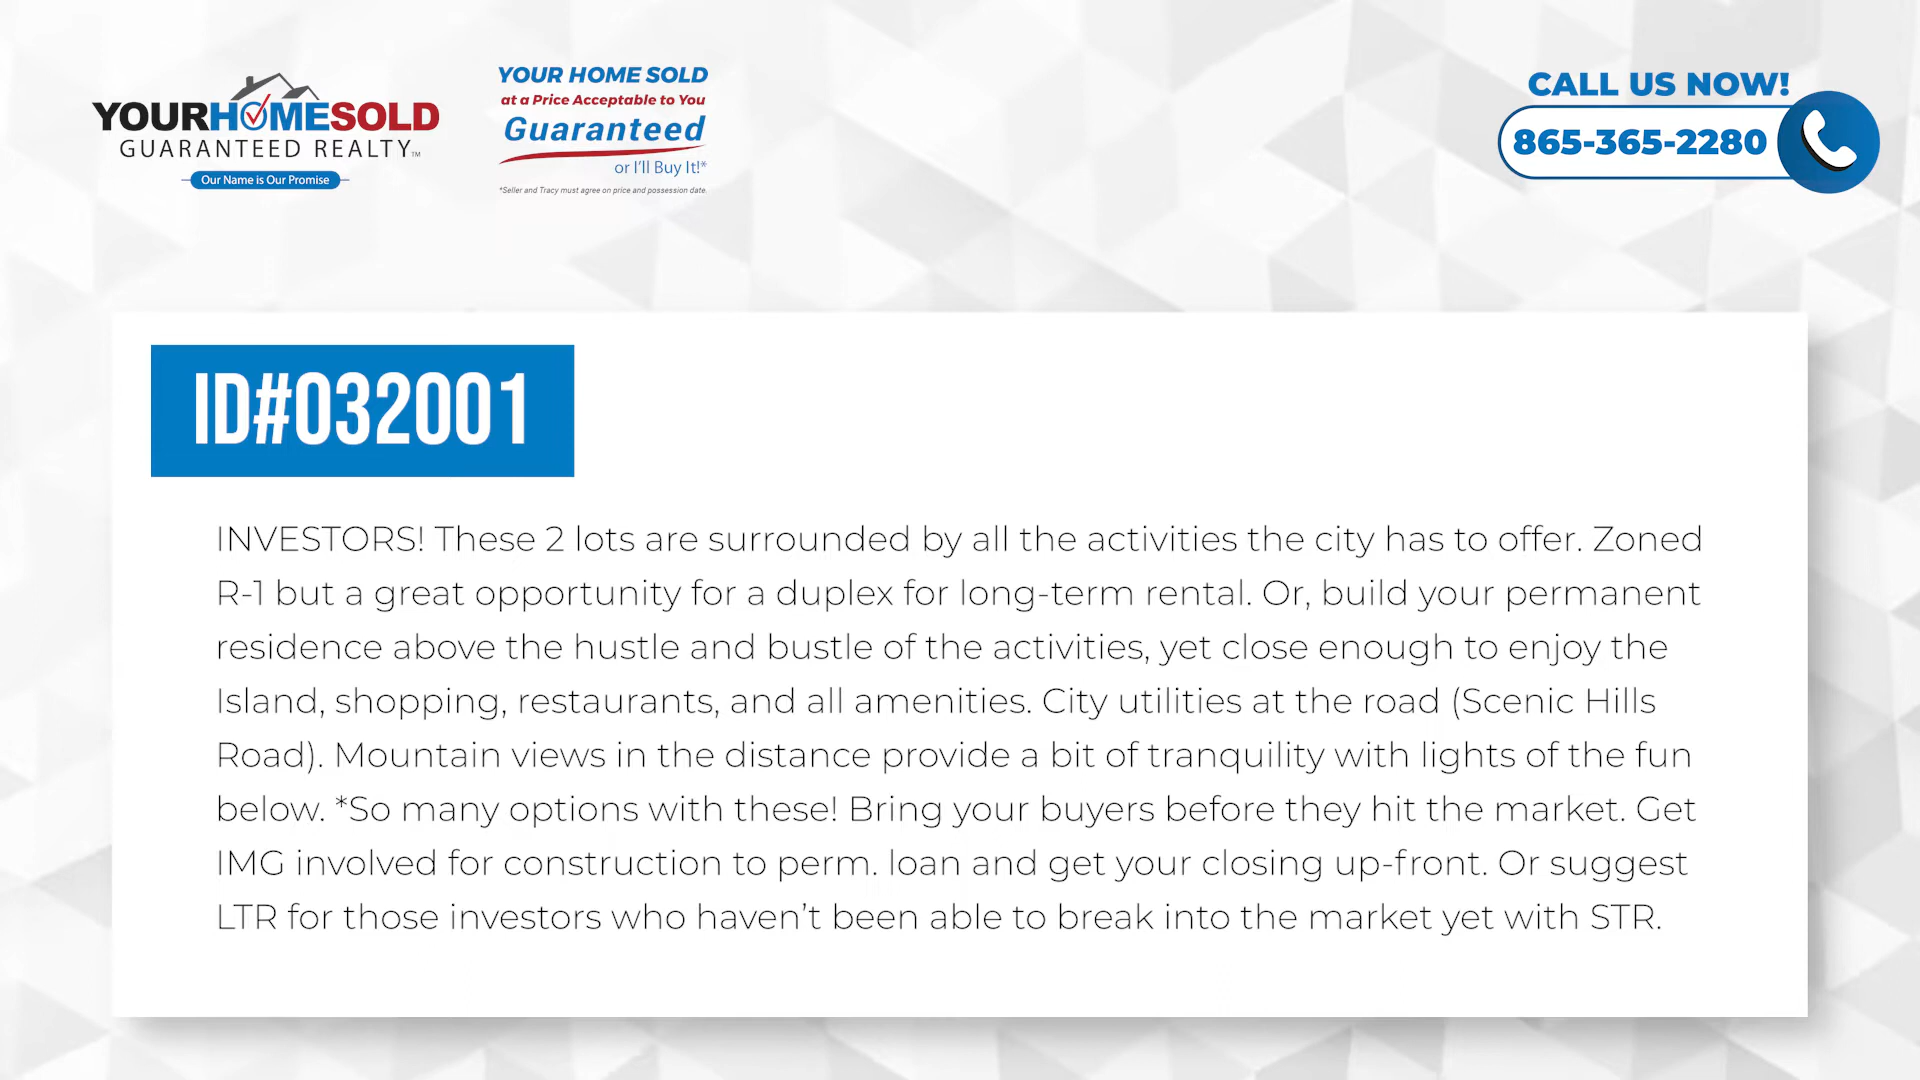 YOURHOMESOLD
GUARANTEED REALTY™
Our Name is Our Promise
YOUR HOME SOLD
at a Price Acceptable to You
Guaranteed
or I'll Buy It!*
*Seller and Tracy must agree on price and possession date.
CALL US NOW!
865-365-2280
ID#032001
INVESTORS! These 2 lots are surrounded by all the activities the city has to offer. Zoned
R-1 but a great opportunity for a duplex for long-term rental. Or, build your permanent
residence above the hustle and bustle of the activities, yet close enough to enjoy the
Island, shopping, restaurants, and all amenities. City utilities at the road (Scenic Hills
Road). Mountain views in the distance provide a bit of tranquility with lights of the fun
below. *So many options with these! Bring your buyers before they hit the market. Get
IMG involved for construction to perm. loan and get your closing up-front. Or suggest
LTR for those investors who haven't been able to break into the market yet with STR.